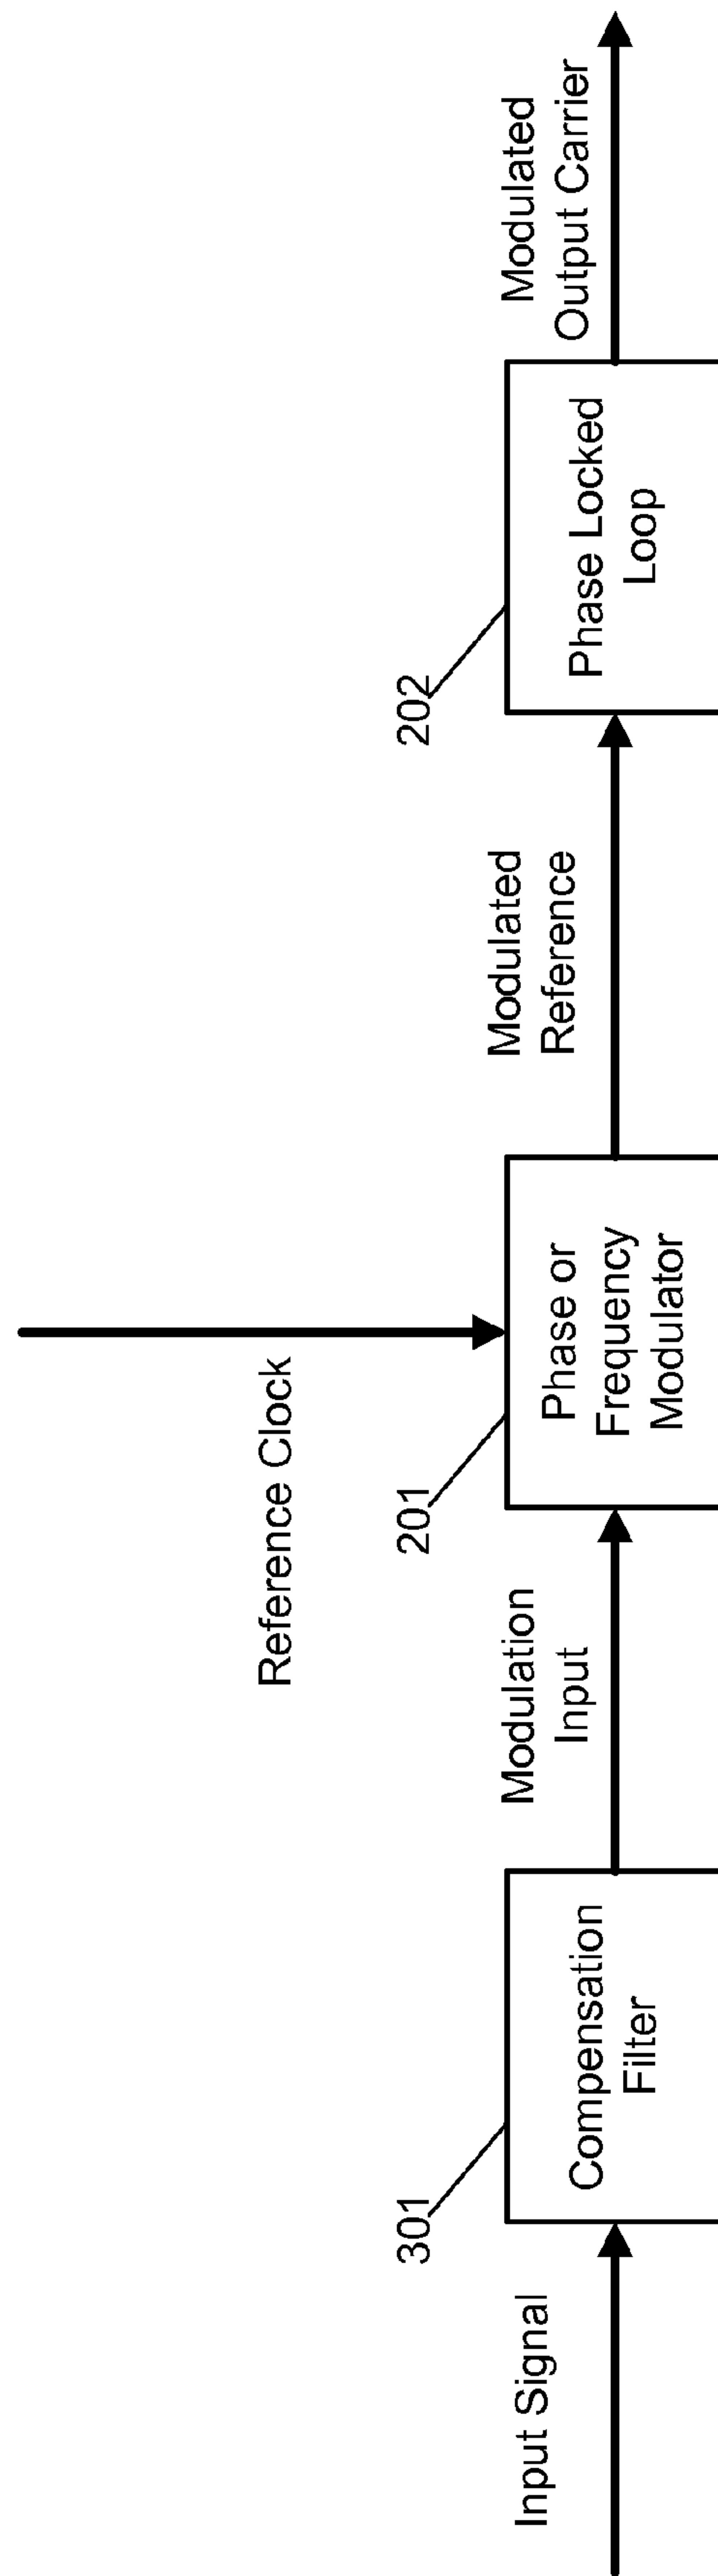 Input Signal
301
Compensation
Filter
Modulation
Input
Reference Clock
201
Phase or
Frequency
Modulator
Modulated
Reference
202
Phase Locked
Loop
Modulated
Output Carrier